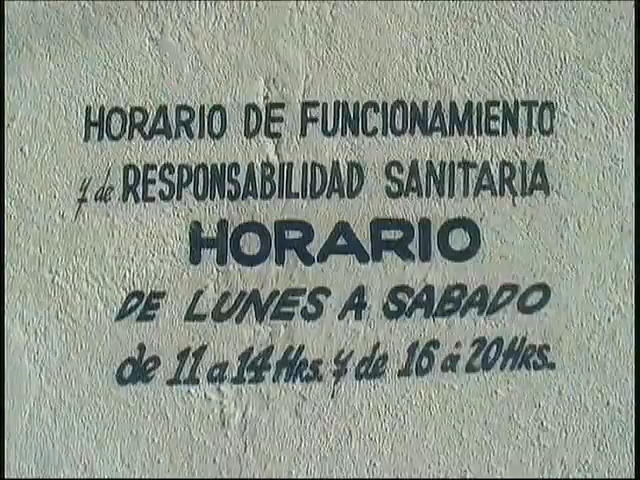 HORARIO DE FUNCIONAMIENTO
y de RESPONSABILIDAD SANITARIA
HORARIO
DE LUNES A SABADO
de 11 a 14 HRS. y de 16 á 20 HRS.